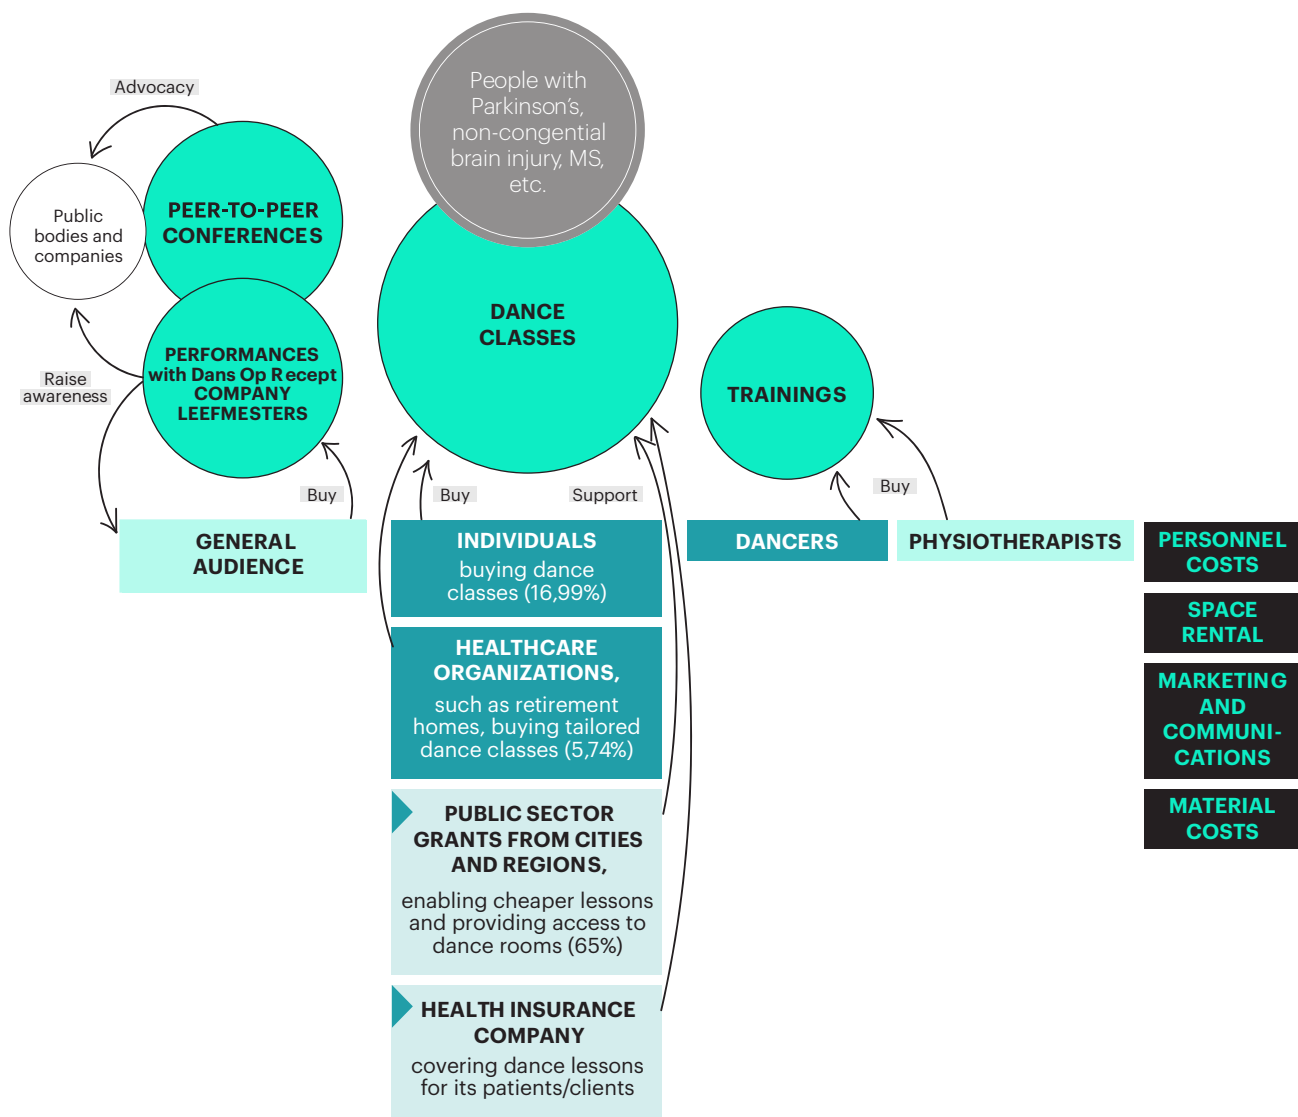 People with
Parkinson's,
non-congential
brain injury, MS,
etc.
Advocacy
PEER-TO-PEER
CONFERENCES
Public
bodies and
companies
PERFORMANCES
with Dans Op Recept
COMPANY
LEEFMESTERS
Raise
awareness
Buy
GENERAL
AUDIENCE
DANCE
CLASSES
Buy
Support
INDIVIDUALS
buying dance
classes (16,99%)
HEALTHCARE
ORGANIZATIONS,
such as retirement
homes, buying tailored
dance classes (5,74%)
PUBLIC SECTOR
GRANTS FROM CITIES
AND REGIONS,
enabling cheaper lessons
and providing access to
dance rooms (65%)
HEALTH INSURANCE
COMPANY
covering dance lessons
for its patients/clients
TRAININGS
Buy
DANCERS
PHYSIOTHERAPISTS
PERSONNEL
COSTS
SPACE
RENTAL
MARKETING
AND
COMMUNI-
CATIONS
MATERIAL
COSTS